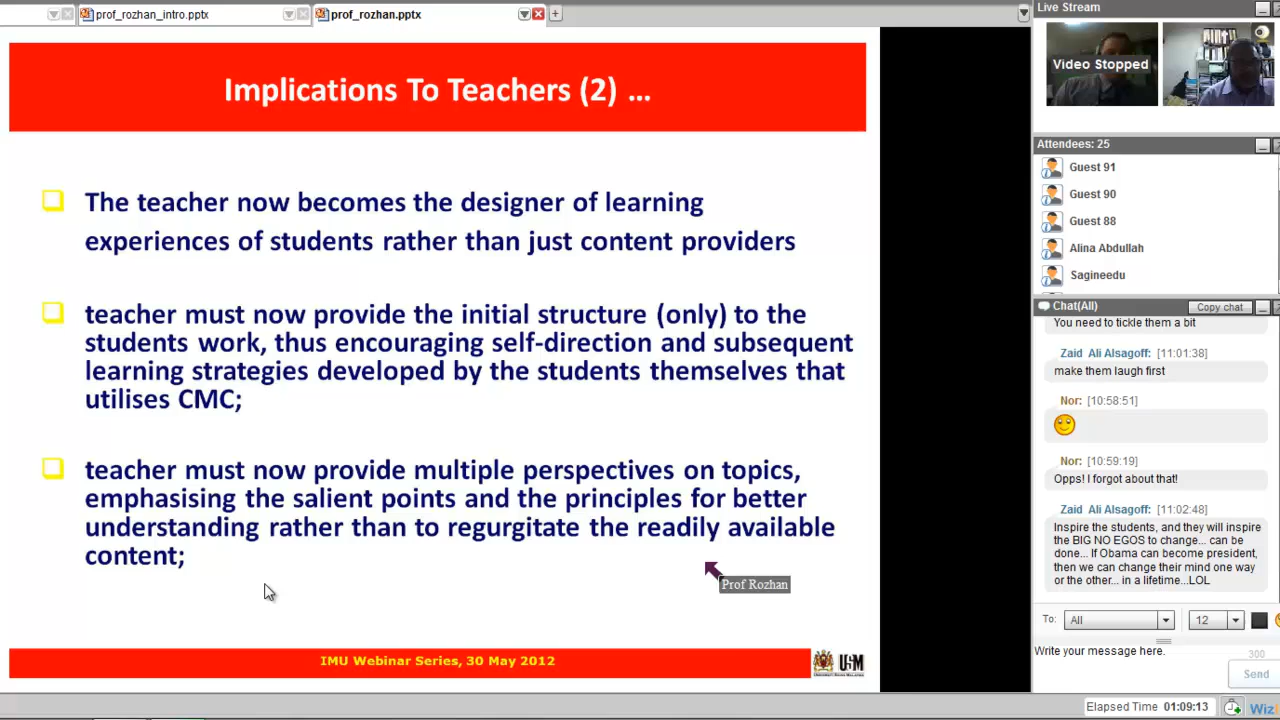 prof_rozhan_intro.pptx
prof_rozhan.pptx
Implications To Teachers (2) ...
The teacher now becomes the designer of learning
experiences of students rather than just content providers
teacher must now provide the initial structure (only) to the
students work, thus encouraging self-direction and subsequent
learning strategies developed by the students themselves that
utilises CMC;
teacher must now provide multiple perspectives on topics,
emphasising the salient points and the principles for better
understanding rather than to regurgitate the readily available
content;
Prof Rozhan
IMU Webinar Series, 30 May 2012
USM
Live Stream
Video Stopped
Attendees: 25
Guest 91
Guest 90
Guest 88
Alina Abdullah
Sagineedu
Chat(All)
Copy chat
You need to tickle them a bit
Zaid Ali Alsagoff: [11:01:38]
make them laugh first
Nor: [10:58:51]
Nor: [10:59:19]
Opps! I forgot about that!
Zaid Ali Alsagoff: [11:02:48]
Inspire the students, and they will inspire
the BIG NO EGOS to change... can be
done... If Obama can become president,
then we can change their mind one way
or the other... in a lifetime...LOL
To:
All
12
Write your message here.
300
Send
Elapsed Time
01:09:13
Wiz